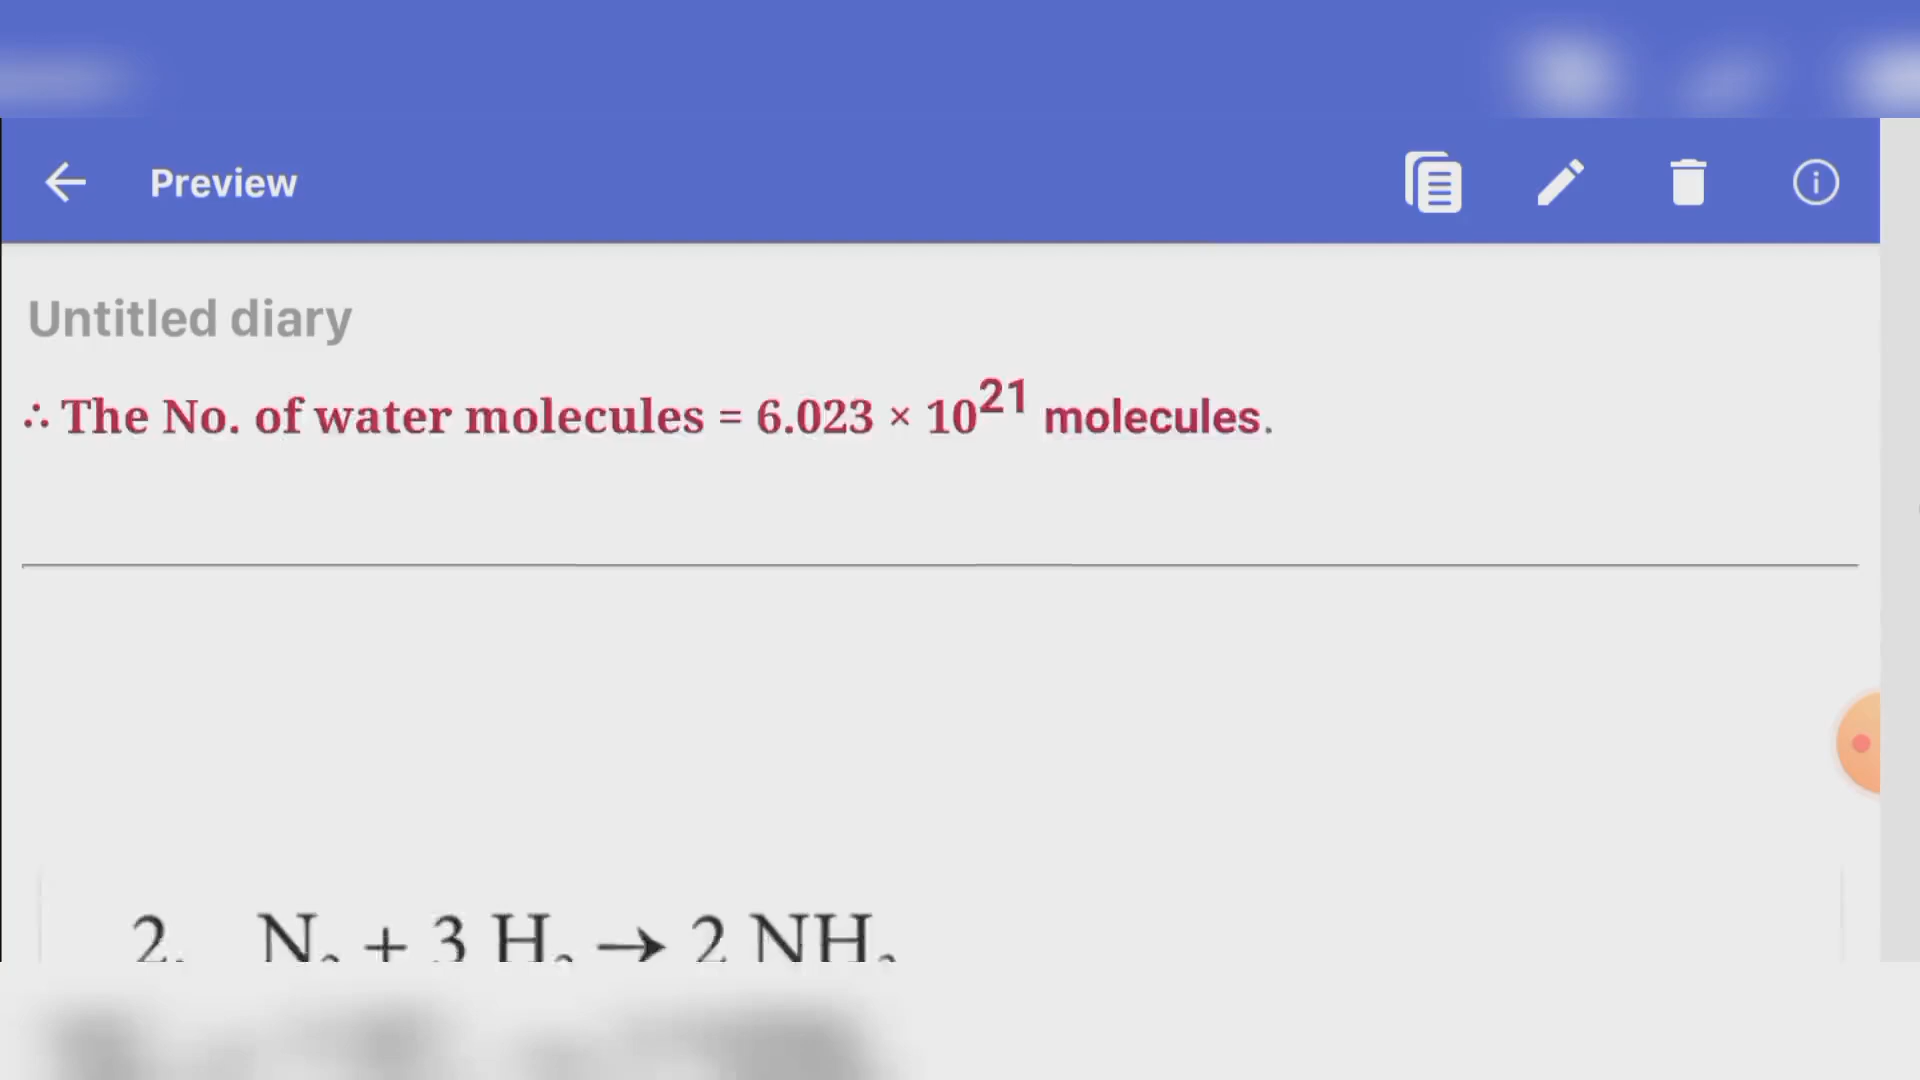 Preview
Untitled diary
∴ The No. of water molecules = 6.023 × 10²¹ molecules.
2. N₂ + 3 H₂ → 2 NH₃